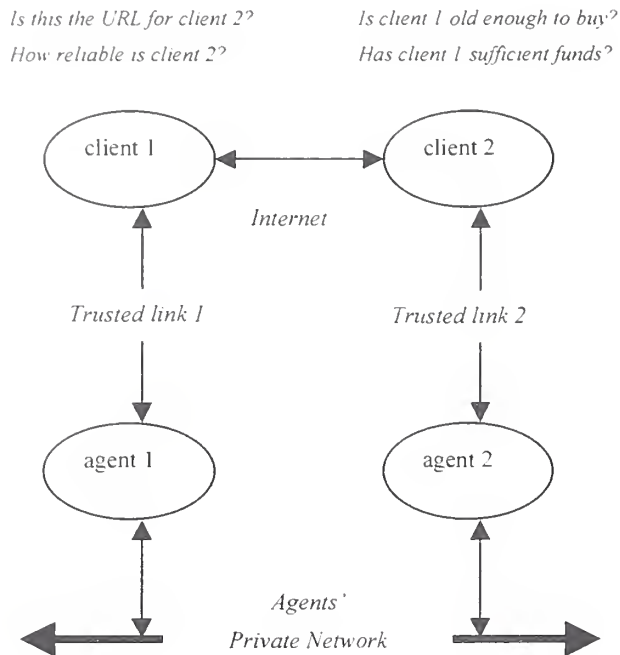 Is this the URL for client 2?
How reliable is client 2?
Is client 1 old enough to buy?
Has client 1 sufficient funds?
client 1
client 2
Internet
Trusted link 1
Trusted link 2
agent 1
agent 2
Agents'
Private Network